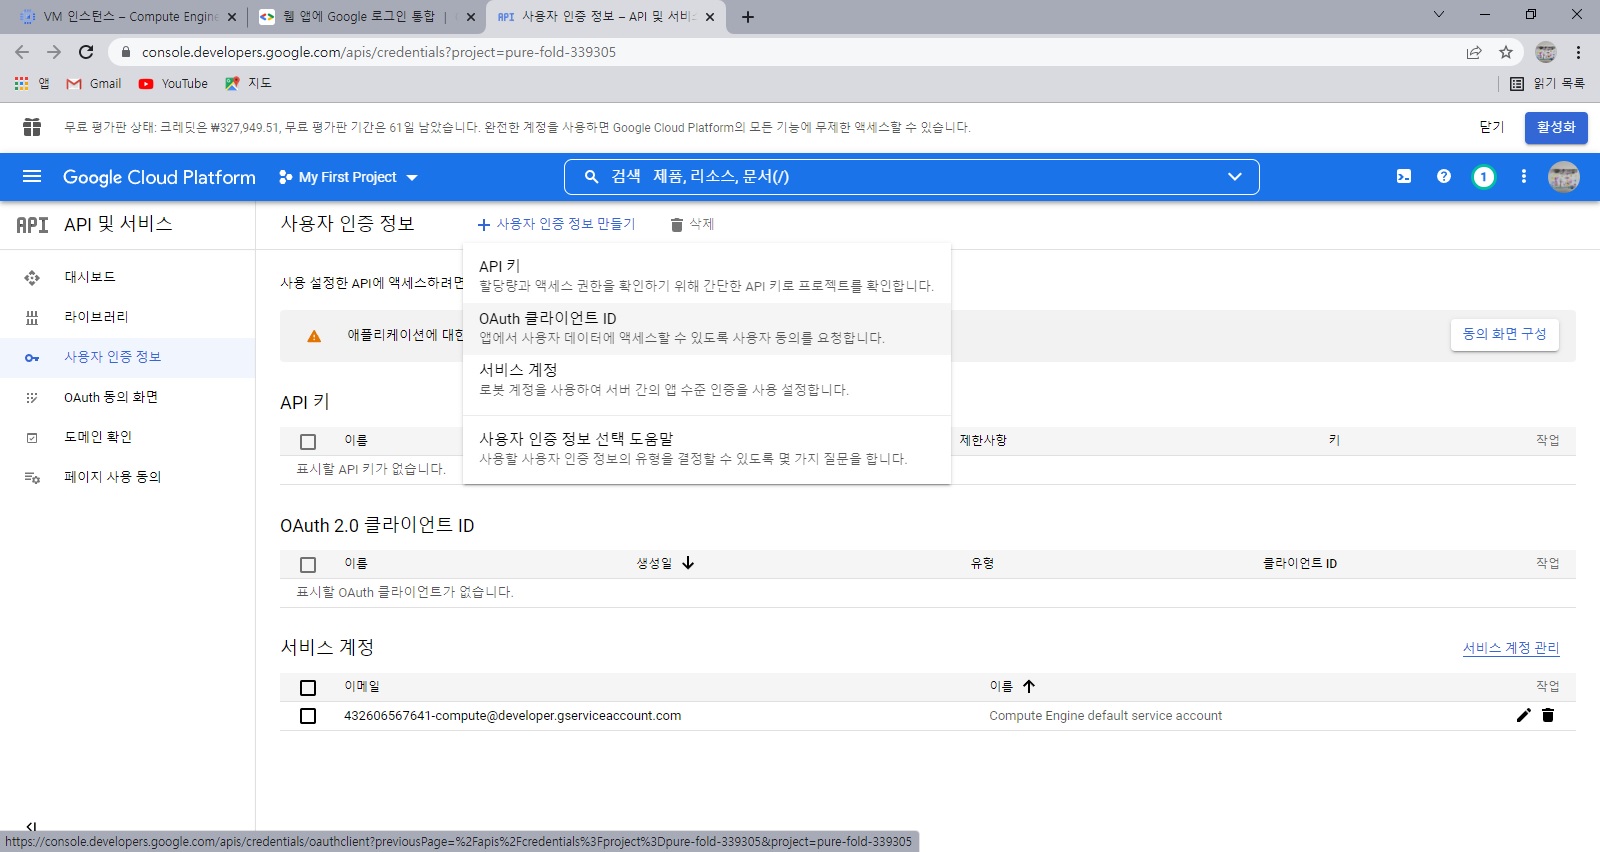 VM 인스턴스 – Compute Engine
웹 앱에 Google 로그인 통합
API 사용자 인증 정보 – API 및 서비스
console.developers.google.com/apis/credentials?project=pure-fold-339305
앱 Gmail YouTube 지도 읽기 목록
무료 평가판 상태: 크레딧은 ₩327,949.51, 무료 평가판 기간은 61일 남았습니다. 완전한 계정을 사용하면 Google Cloud Platform의 모든 기능에 무제한 액세스할 수 있습니다.
닫기 활성화
Google Cloud Platform My First Project 검색 제품, 리소스, 문서(/) 1
API API 및 서비스
대시보드
라이브러리
사용자 인증 정보
OAuth 동의 화면
도메인 확인
페이지 사용 동의
사용자 인증 정보 + 사용자 인증 정보 만들기 삭제
사용 설정한 API에 액세스하려면
애플리케이션에 대한
동의 화면 구성
API 키
할당량과 액세스 권한을 확인하기 위해 간단한 API 키로 프로젝트를 확인합니다.
OAuth 클라이언트 ID
앱에서 사용자 데이터에 액세스할 수 있도록 사용자 동의를 요청합니다.
서비스 계정
로봇 계정을 사용하여 서버 간의 앱 수준 인증을 사용 설정합니다.
사용자 인증 정보 선택 도움말
사용할 사용자 인증 정보의 유형을 결정할 수 있도록 몇 가지 질문을 합니다.
API 키
이름 제한사항 키 작업
표시할 API 키가 없습니다.
OAuth 2.0 클라이언트 ID
이름 생성일 유형 클라이언트 ID 작업
표시할 OAuth 클라이언트가 없습니다.
서비스 계정 서비스 계정 관리
이메일 이름 작업
432606567641-compute@developer.gserviceaccount.com Compute Engine default service account
https://console.developers.google.com/apis/credentials/oauthclient?previousPage=%2Fapis%2Fcredentials%3Fproject%3Dpure-fold-339305&project=pure-fold-339305